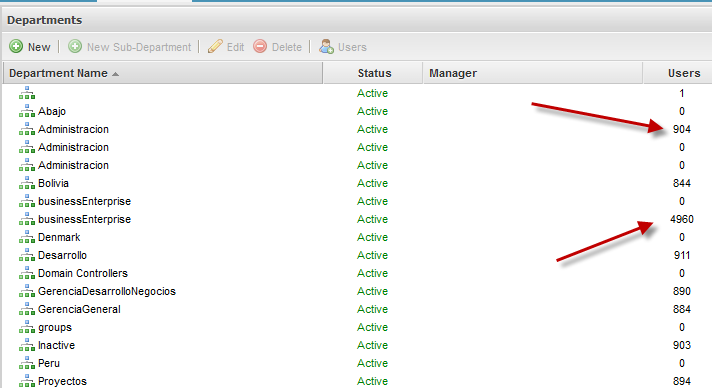 Departments
New New Sub-Department Edit Delete Users
Department Name Status Manager Users
Active 1
Abajo Active 0
Administracion Active 904
Administracion Active 0
Administracion Active 0
Bolivia Active 844
businessEnterprise Active 0
businessEnterprise Active 4960
Denmark Active 0
Desarrollo Active 911
Domain Controllers Active 0
GerenciaDesarrolloNegocios Active 890
GerenciaGeneral Active 884
groups Active 0
Inactive Active 903
Peru Active 0
Proyectos Active 894